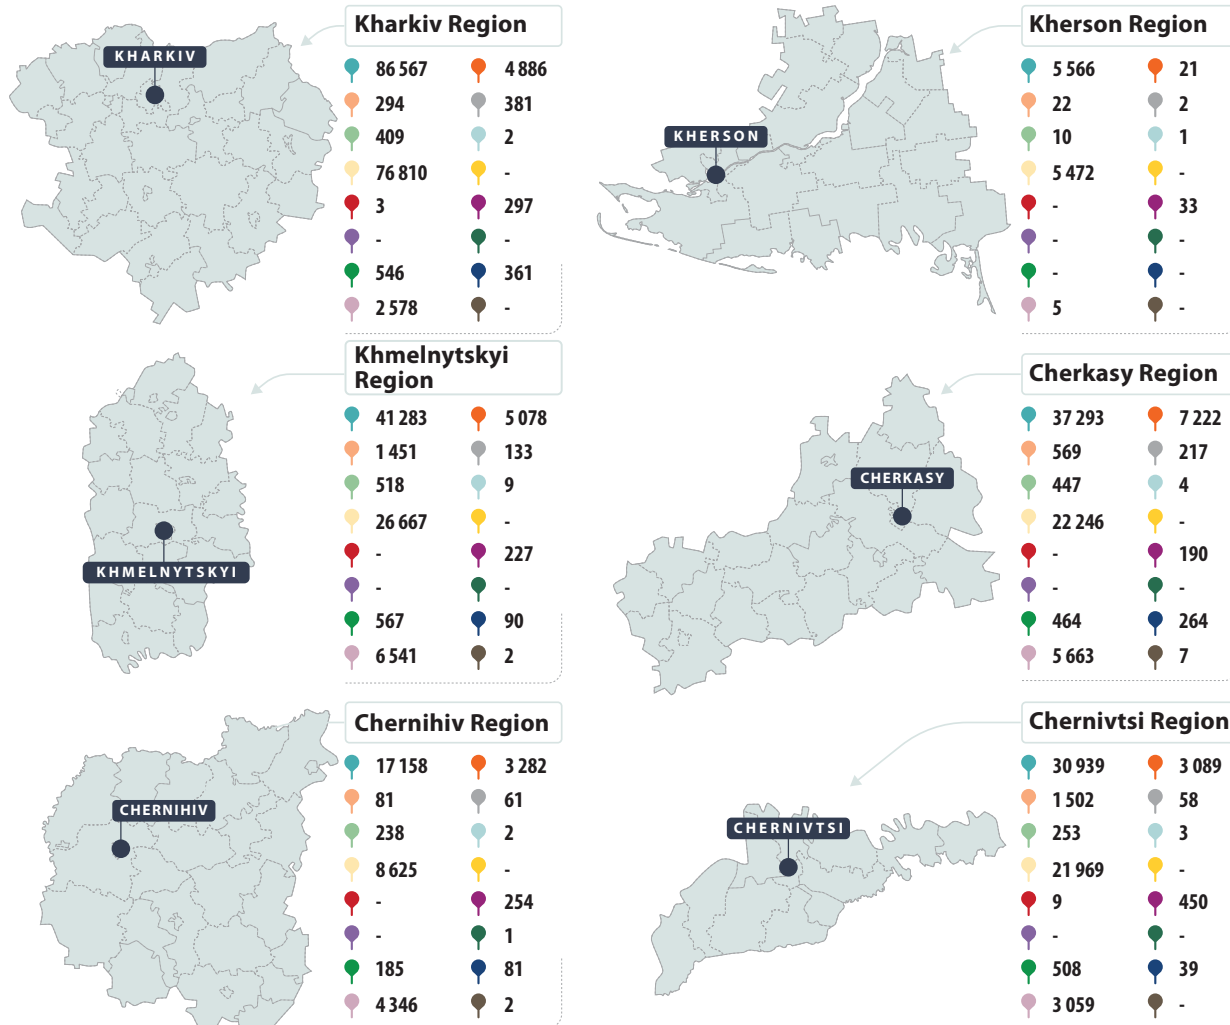 Kharkiv Region
KHARKIV
86 567 4 886
294 381
409 2
76 810 -
3 297
- -
546 361
2 578 -
Kherson Region
KHERSON
5 566 21
22 2
10 1
5 472 -
- 33
- -
- -
5 -
Khmelnytskyi
Region
KHMELNYTSKYI
41 283 5 078
1 451 133
518 9
26 667 -
- 227
- -
567 90
6 541 2
Cherkasy Region
CHERKASY
37 293 7 222
569 217
447 4
22 246 -
- 190
- -
464 264
5 663 7
Chernihiv Region
CHERNIHIV
17 158 3 282
81 61
238 2
8 625 -
- 254
- 1
185 81
4 346 2
Chernivtsi Region
CHERNIVTSI
30 939 3 089
1 502 58
253 3
21 969 -
9 450
- -
508 39
3 059 -